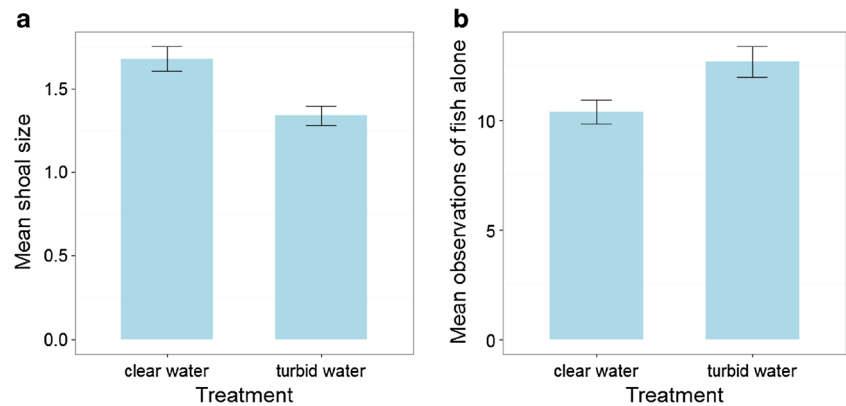 a
Mean shoal size
1.5
1.0
0.5
0.0
clear water turbid water
Treatment
b
Mean observations of fish alone
10
5
0
clear water turbid water
Treatment